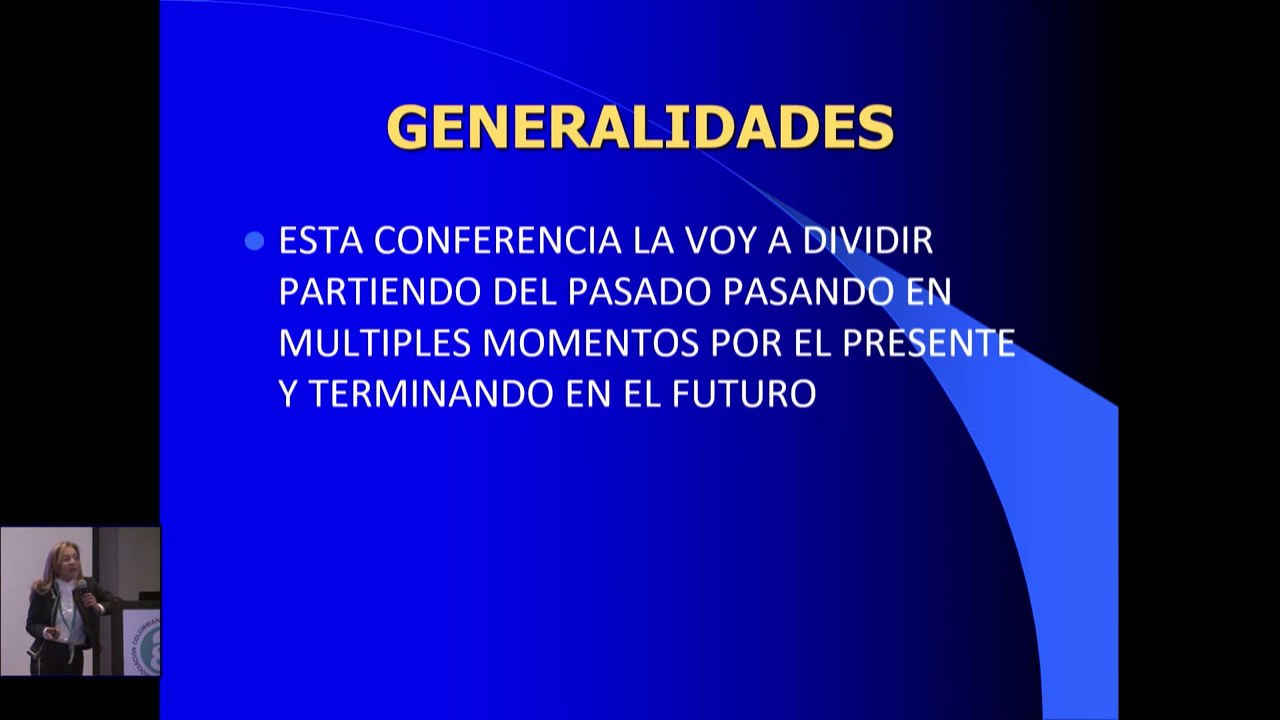 GENERALIDADES
ESTA CONFERENCIA LA VOY A DIVIDIR
PARTIENDO DEL PASADO PASANDO EN
MULTIPLES MOMENTOS POR EL PRESENTE
Y TERMINANDO EN EL FUTURO